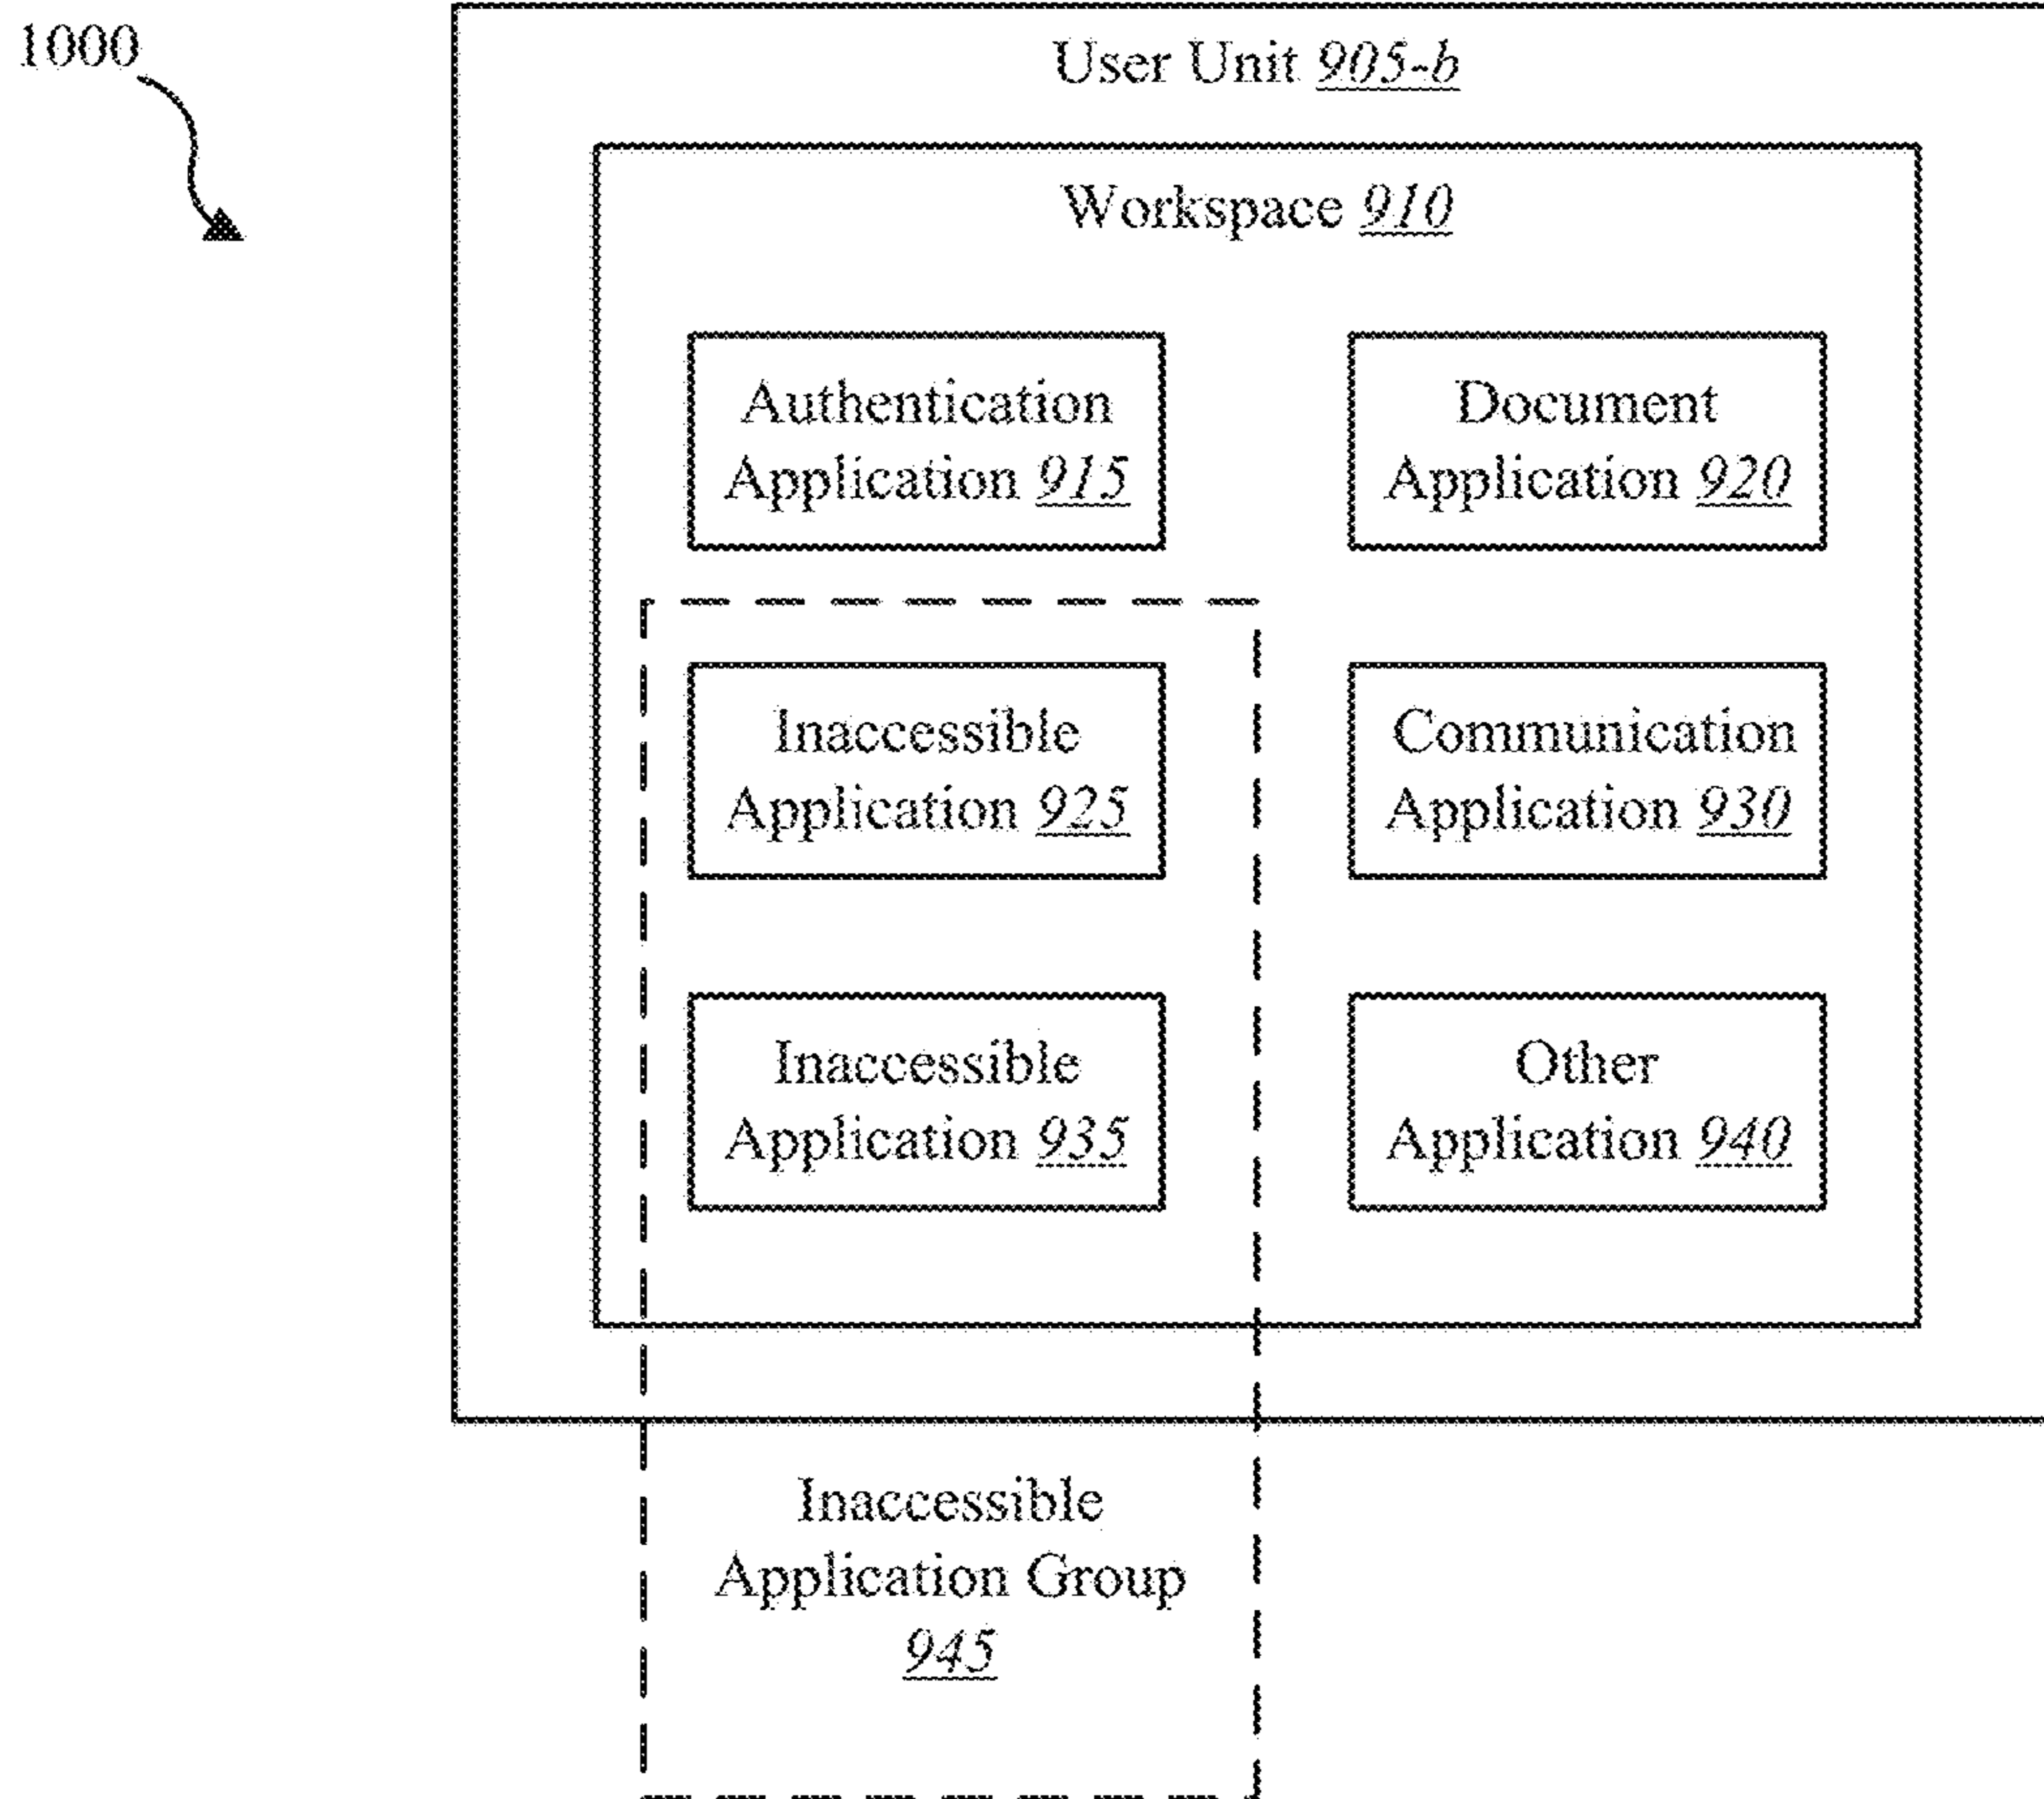 1000
User Unit 905-b
Workspace 910
Authentication
Application 915
Document
Application 920
Inaccessible
Application 925
Communication
Application 930
Inaccessible
Application 935
Other
Application 940
Inaccessible
Application Group
945